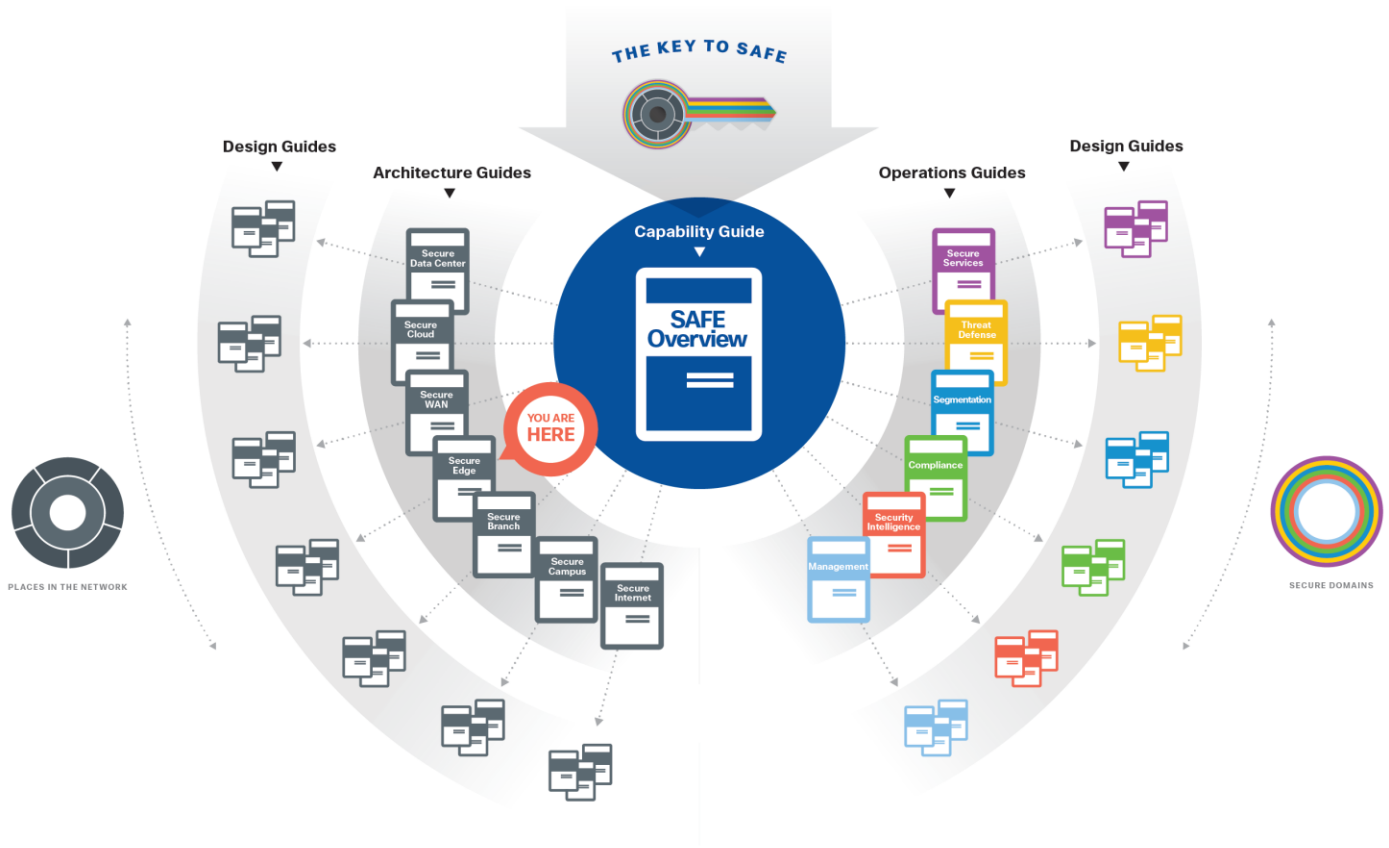 THE KEY TO SAFE
Design Guides
Architecture Guides
Capability Guide
SAFE
Overview
Operations Guides
Design Guides
Secure
Data Center
Secure
Cloud
Secure
WAN
Secure
Edge
Secure
Branch
Secure
Campus
Secure
Internet
YOU ARE
HERE
Secure
Services
Threat
Defense
Segmentation
Compliance
Security
Intelligence
Management
PLACES IN THE NETWORK
SECURE DOMAINS